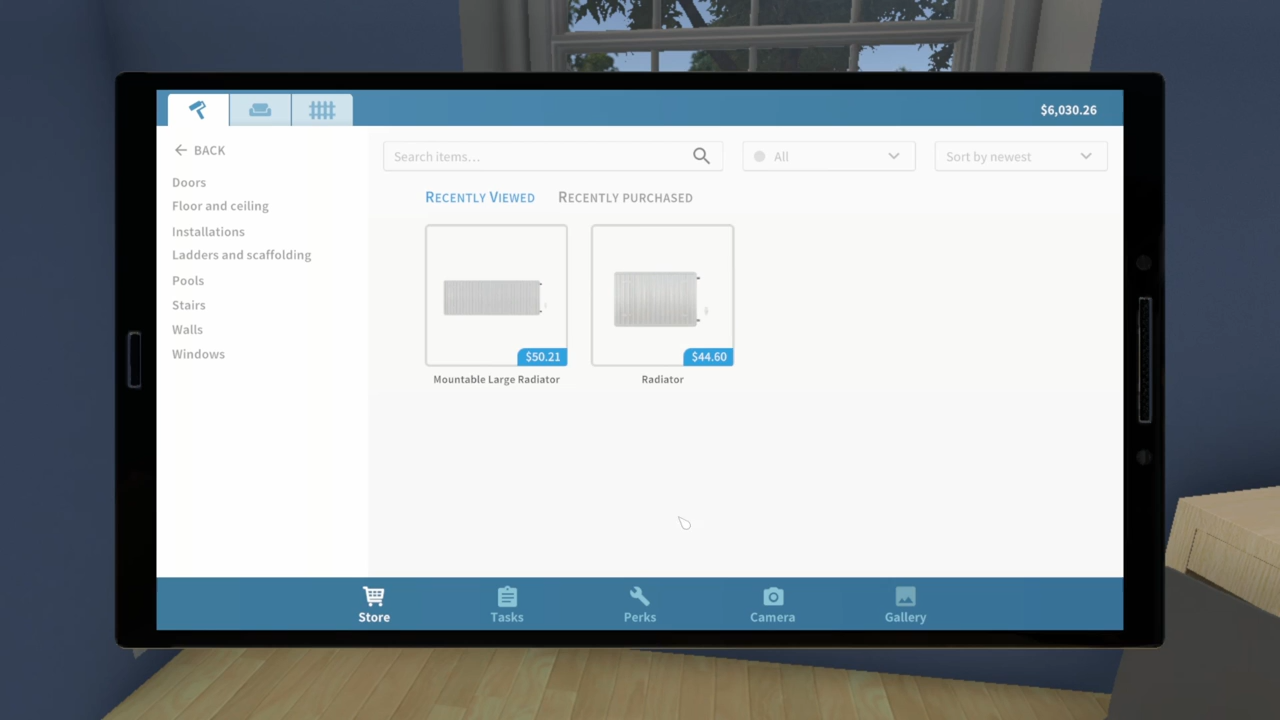 $6,030.26
BACK
Search items...
All
Sort by newest
Doors
Floor and ceiling
Installations
Ladders and scaffolding
Pools
Stairs
Walls
Windows
RECENTLY VIEWED
RECENTLY PURCHASED
$50.21
$44.60
Mountable Large Radiator
Radiator
Store
Tasks
Perks
Camera
Gallery